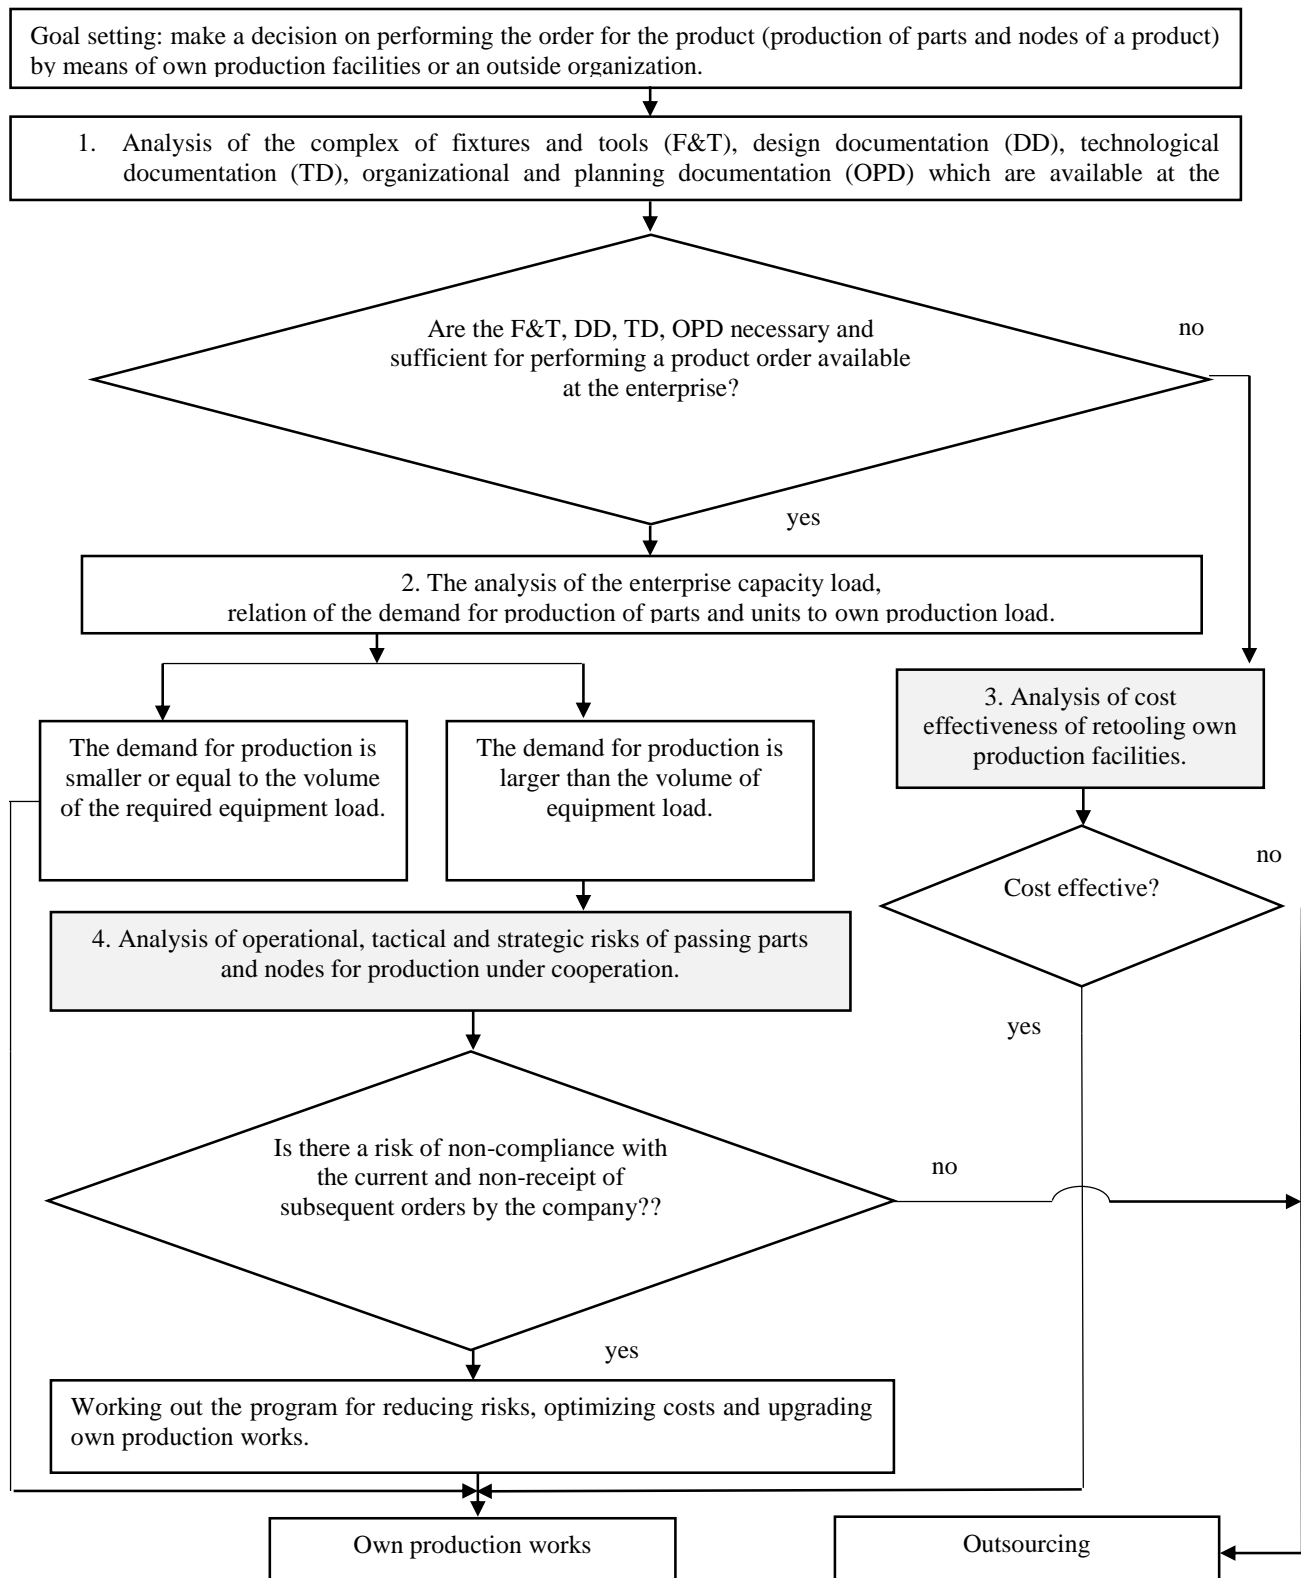 Goal setting: make a decision on performing the order for the product (production of parts and nodes of a product)
by means of own production facilities or an outside organization.
1. Analysis of the complex of fixtures and tools (F&T), design documentation (DD), technological
documentation (TD), organizational and planning documentation (OPD) which are available at the
Are the F&T, DD, TD, OPD necessary and
sufficient for performing a product order available
at the enterprise?
no
yes
2. The analysis of the enterprise capacity load,
relation of the demand for production of parts and units to own production load.
The demand for production is
smaller or equal to the volume
of the required equipment load.
The demand for production is
larger than the volume of
equipment load.
3. Analysis of cost
effectiveness of retooling own
production facilities.
Cost effective?
no
yes
4. Analysis of operational, tactical and strategic risks of passing parts
and nodes for production under cooperation.
Is there a risk of non-compliance with
the current and non-receipt of
subsequent orders by the company??
no
yes
Working out the program for reducing risks, optimizing costs and upgrading
own production works.
Own production works
Outsourcing